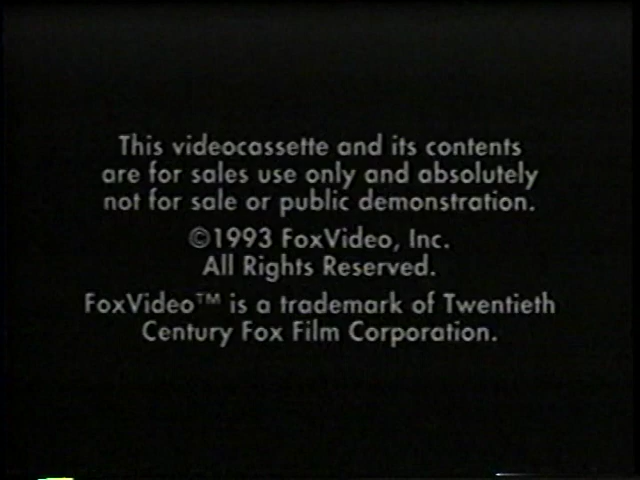 This videocassette and its contents
are for sales use only and absolutely
not for sale or public demonstration.
©1993 FoxVideo, Inc.
All Rights Reserved.
FoxVideo™ is a trademark of Twentieth
Century Fox Film Corporation.